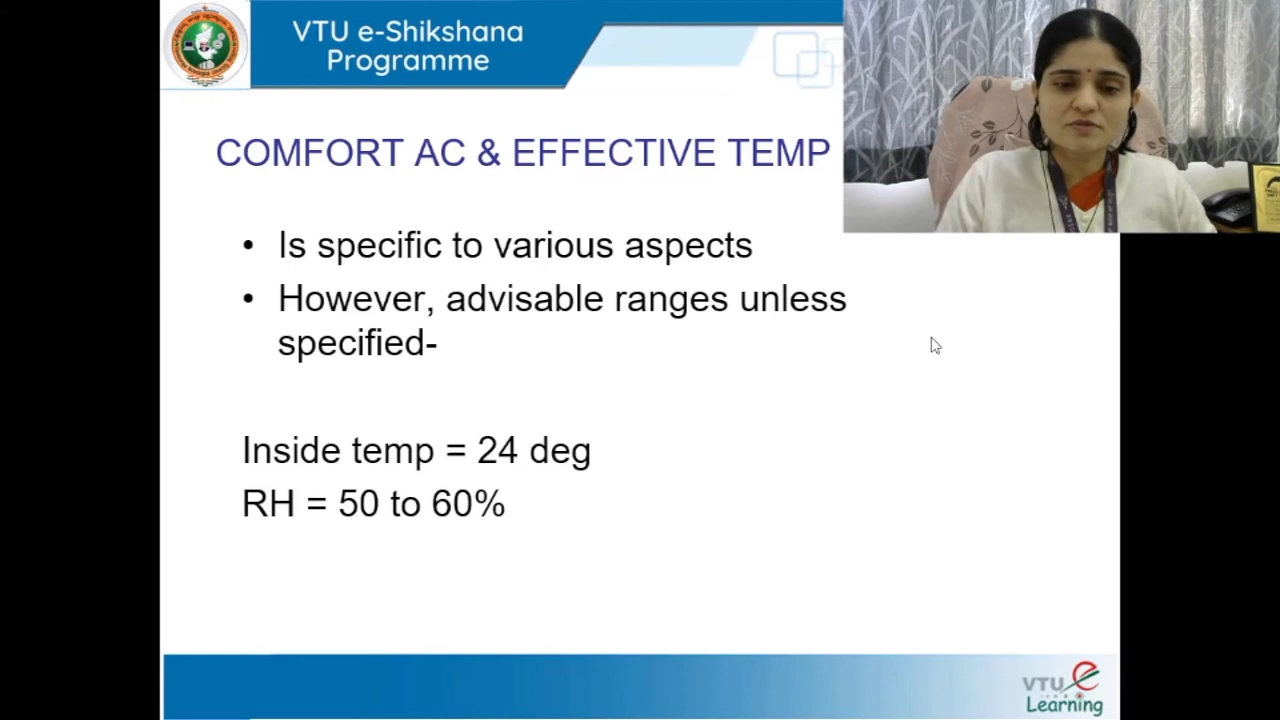 VTU e-Shikshana
Programme
COMFORT AC & EFFECTIVE TEMP
• Is specific to various aspects
• However, advisable ranges unless
specified-
Inside temp = 24 deg
RH = 50 to 60%
VTU e
Learning